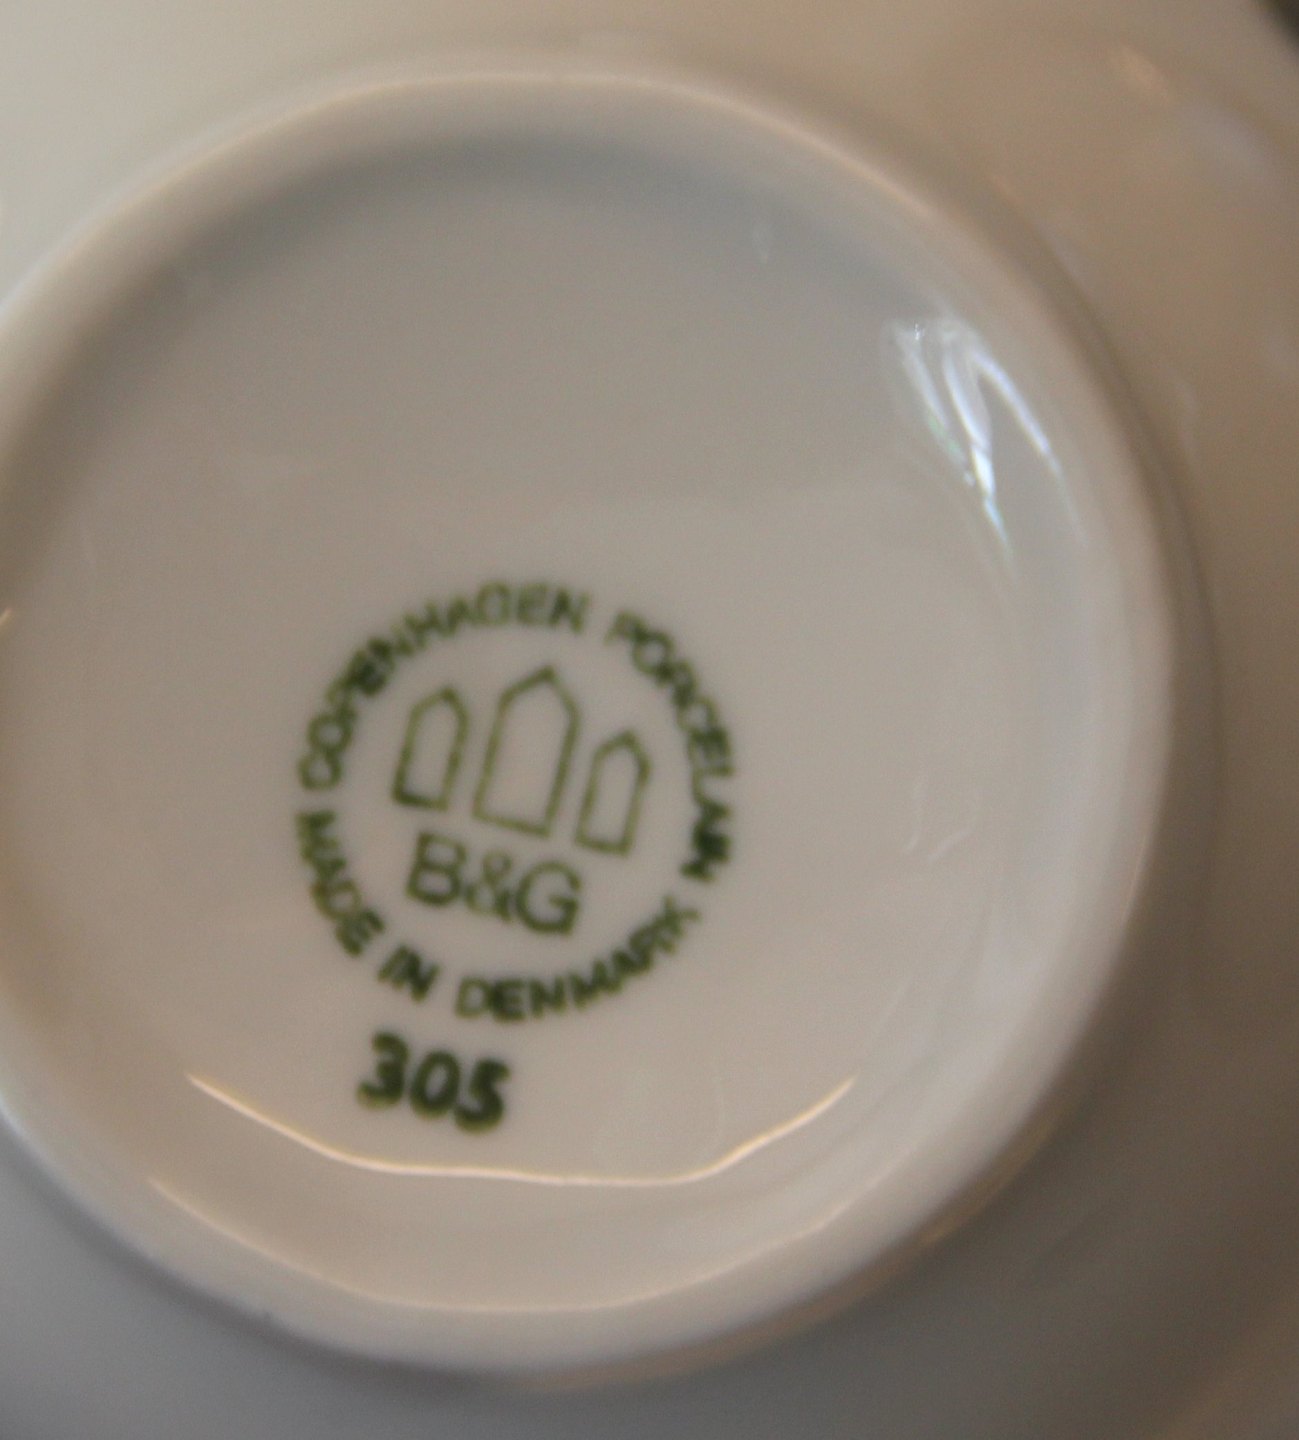 COPENHAGEN PORCELAIN
B&G
MADE IN DENMARK
305